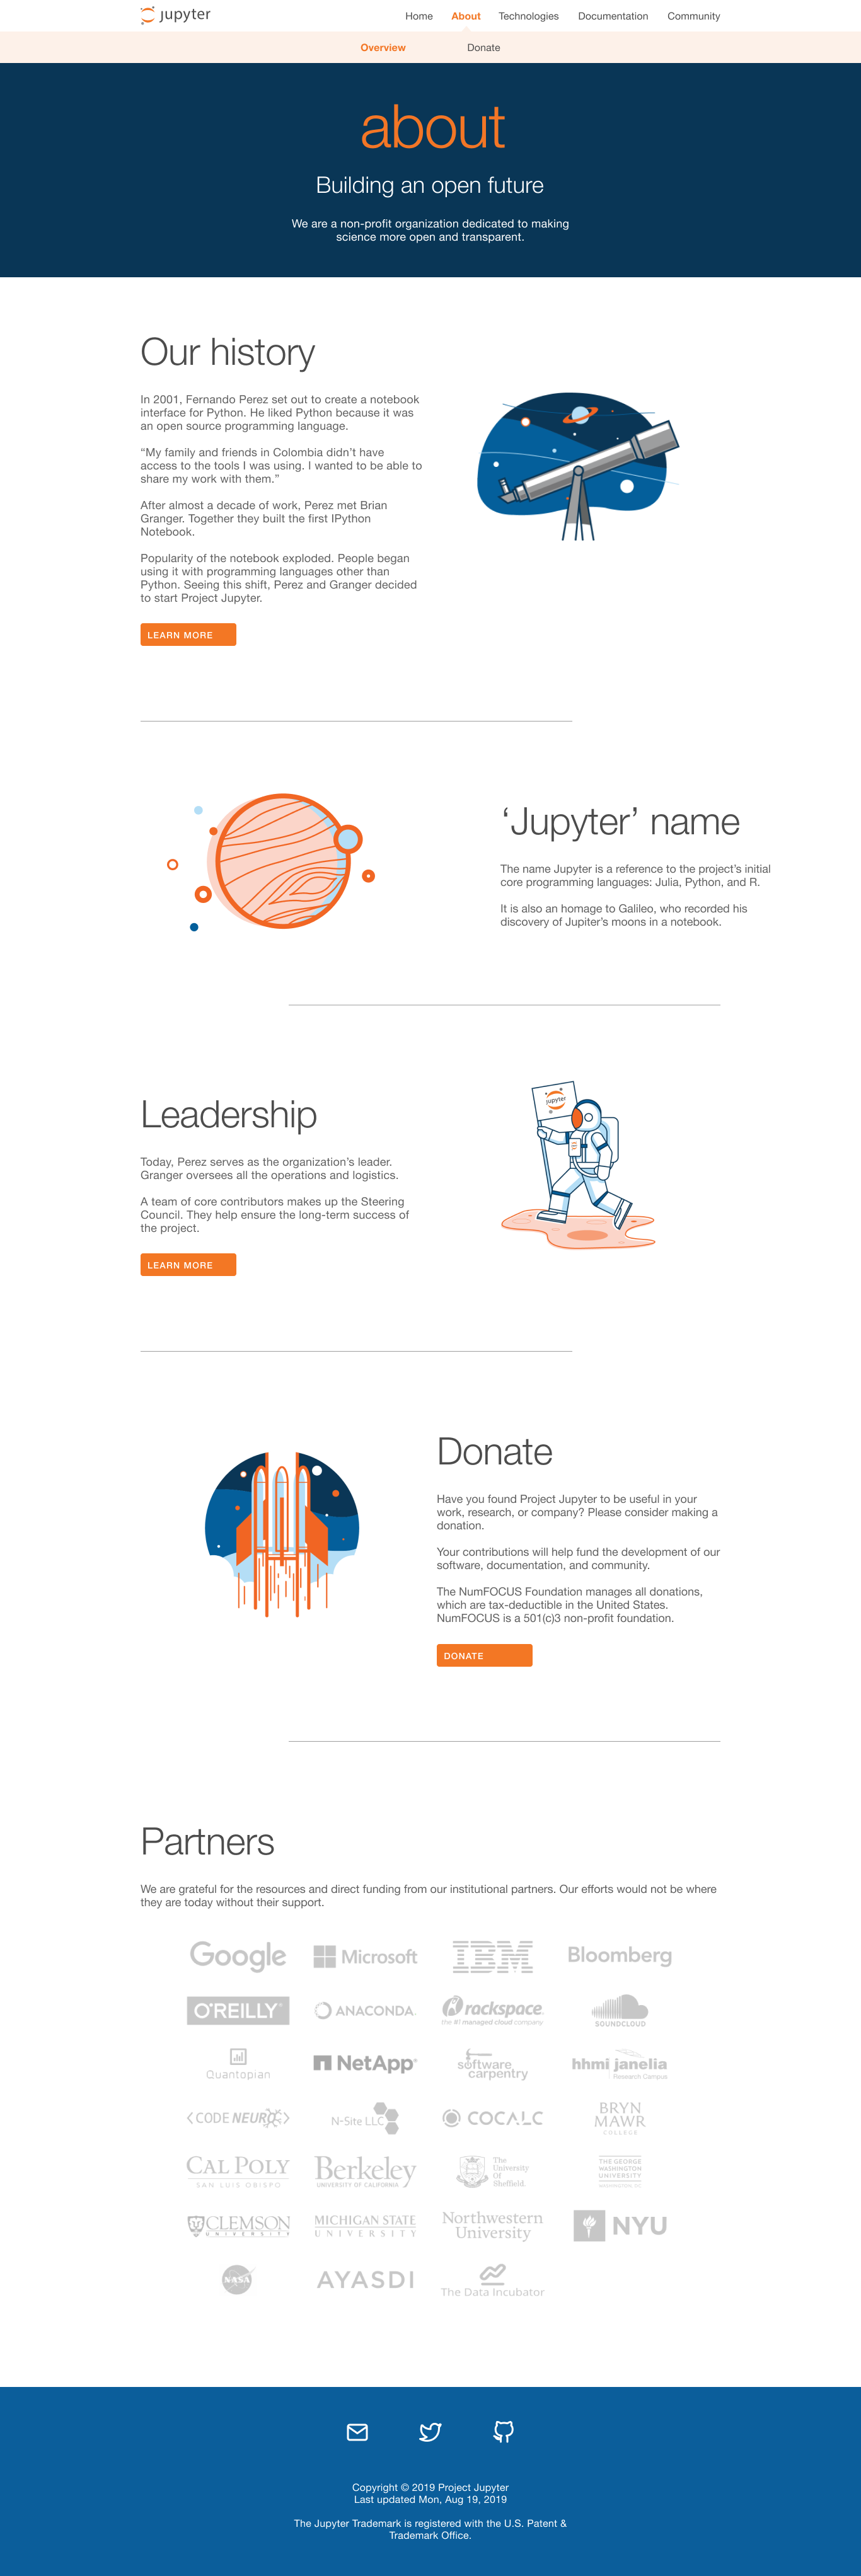 jupyter
Home About Technologies Documentation Community
Overview Donate
about
Building an open future
We are a non-profit organization dedicated to making
science more open and transparent.
Our history
In 2001, Fernando Perez set out to create a notebook
interface for Python. He liked Python because it was
an open source programming language.
“My family and friends in Colombia didn’t have
access to the tools I was using. I wanted to be able to
share my work with them.”
After almost a decade of work, Perez met Brian
Granger. Together they built the first IPython
Notebook.
Popularity of the notebook exploded. People began
using it with programming languages other than
Python. Seeing this shift, Perez and Granger decided
to start Project Jupyter.
LEARN MORE
‘Jupyter’ name
The name Jupyter is a reference to the project’s initial
core programming languages: Julia, Python, and R.
It is also an homage to Galileo, who recorded his
discovery of Jupiter’s moons in a notebook.
jupyter
Leadership
Today, Perez serves as the organization’s leader.
Granger oversees all the operations and logistics.
A team of core contributors makes up the Steering
Council. They help ensure the long-term success of
the project.
LEARN MORE
Donate
Have you found Project Jupyter to be useful in your
work, research, or company? Please consider making a
donation.
Your contributions will help fund the development of our
software, documentation, and community.
The NumFOCUS Foundation manages all donations,
which are tax-deductible in the United States.
NumFOCUS is a 501(c)3 non-profit foundation.
DONATE
Partners
We are grateful for the resources and direct funding from our institutional partners. Our efforts would not be where
they are today without their support.
Google Microsoft IBM Bloomberg
O'REILLY® ANACONDA. rackspace.
the #1 managed cloud company
SOUNDCLOUD
Quantopian NetApp® software
carpentry
hhmi janelia
Research Campus
<CODE NEURO> N-Site LLC COCALC BRYN
MAWR
COLLEGE
CAL POLY
SAN LUIS OBISPO
Berkeley
UNIVERSITY OF CALIFORNIA
The
University
Of
Sheffield.
THE GEORGE
WASHINGTON
UNIVERSITY
WASHINGTON, DC
CLEMSON
UNIVERSITY
MICHIGAN STATE
UNIVERSITY
Northwestern
University
NYU
NASA AYASDI The Data Incubator
Copyright © 2019 Project Jupyter
Last updated Mon, Aug 19, 2019
The Jupyter Trademark is registered with the U.S. Patent &
Trademark Office.